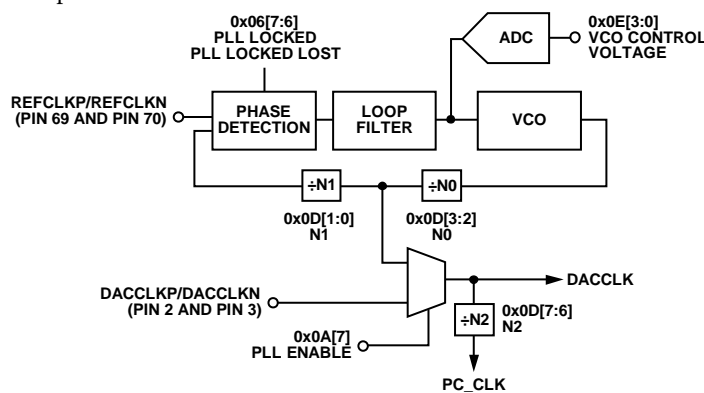 0x06[7:6]
PLL LOCKED
PLL LOCKED LOST
0x0E[3:0]
VCO CONTROL
VOLTAGE
ADC
REFCLKP/REFCLKN
(PIN 69 AND PIN 70)
PHASE
DETECTION
LOOP
FILTER
VCO
÷N1
÷N0
0x0D[1:0]
N1
0x0D[3:2]
N0
DACCLK
DACCLKP/DACCLKN
(PIN 2 AND PIN 3)
÷N2
0x0D[7:6]
N2
0x0A[7]
PLL ENABLE
PC_CLK